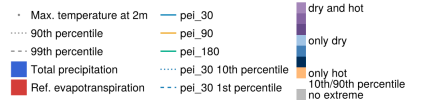 Max. temperature at 2m
90th percentile
99th percentile
Total precipitation
Ref. evapotranspiration
pei_30
pei_90
pei_180
pei_30 10th percentile
pei_30 1st percentile
dry and hot
only dry
only hot
10th/90th percentile
no extreme